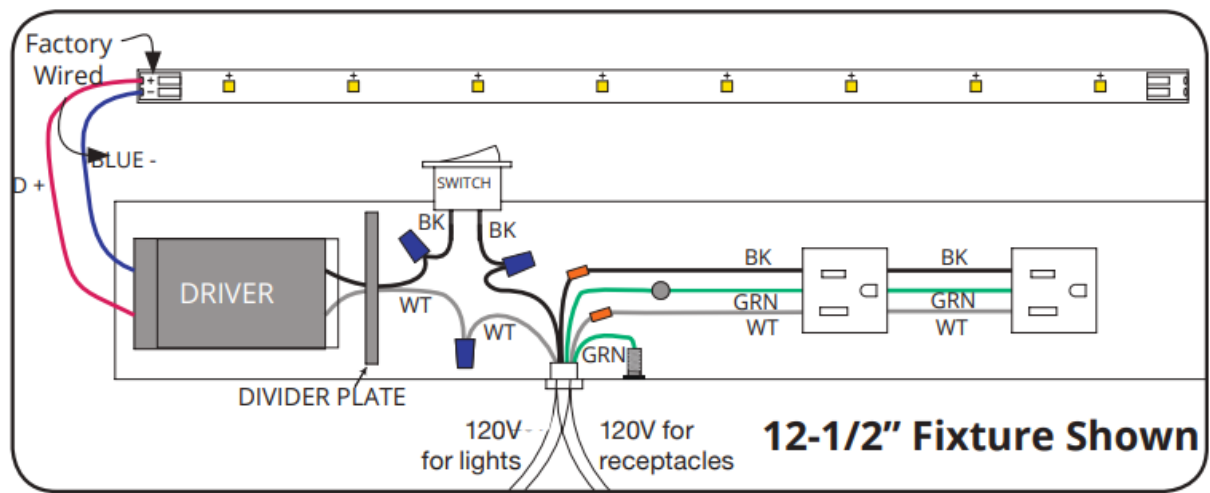 Factory
Wired
+
-
+ + + + + + + +
BLUE -
D +
SWITCH
BK
BK
DRIVER
WT
WT
BK
BK
GRN
GRN
WT
WT
GRN
DIVIDER PLATE
120V
for lights
120V for
receptacles
12-1/2” Fixture Shown